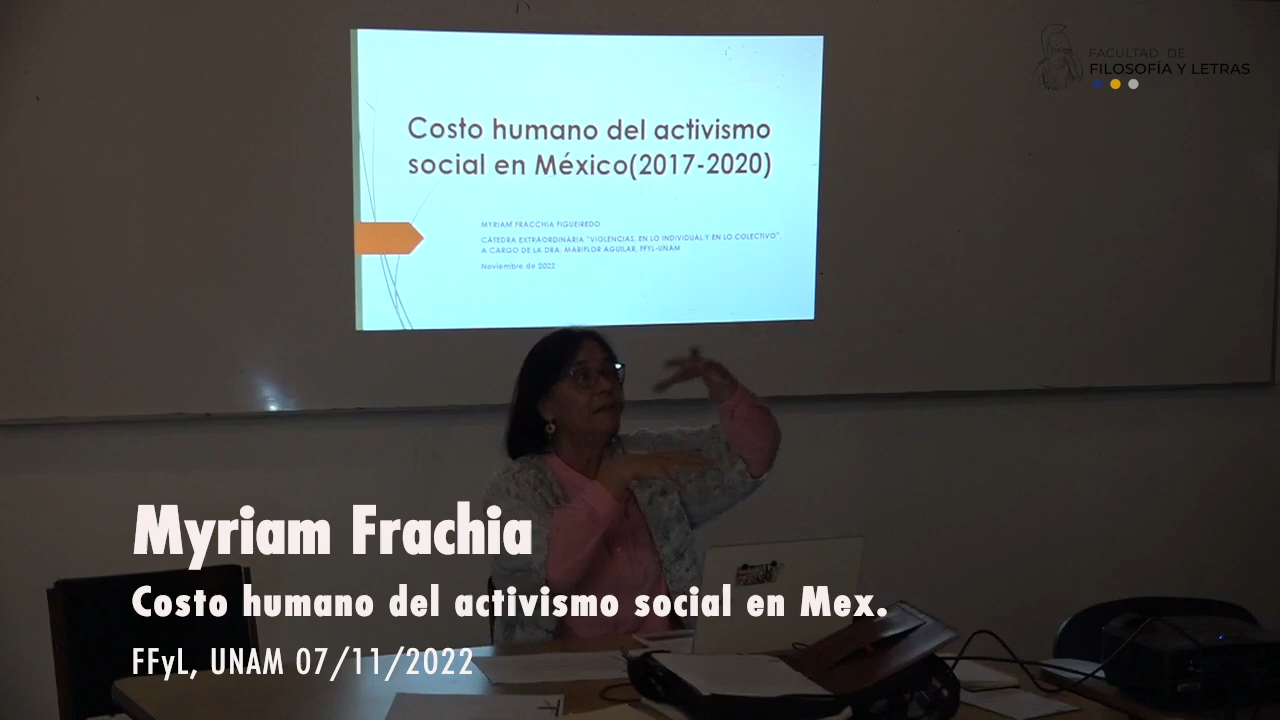 FACULTAD DE
FILOSOFÍA Y LETRAS
Costo humano del activismo
social en México(2017-2020)
MYRIAM FRACCHIA FIGUEIREDO
CÁTEDRA EXTRAORDINARIA "VIOLENCIAS, EN LO INDIVIDUAL Y EN LO COLECTIVO",
A CARGO DE LA DRA. MARIFLOR AGUILAR, FFYL-UNAM
Noviembre de 2022
Myriam Frachia
Costo humano del activismo social en Mex.
FFyL, UNAM 07/11/2022